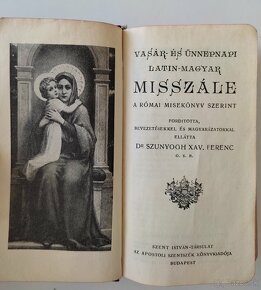 VASÁR- ÉS ÜNNEPNAPI
LATIN-MAGYAR
MISSZÁLE
A RÓMAI MISEKÖNYV SZERINT
FORDÍTOTTA,
BEVEZETÉSEKKEL ÉS MAGYARÁZATOKKAL
ELLÁTTA
DR SZUNYOGH XAV. FERENC
O. S. B.
SZENT ISTVÁN-TÁRSULAT
AZ APOSTOLI SZENTSZÉK KÖNYVKIADÓJA
BUDAPEST